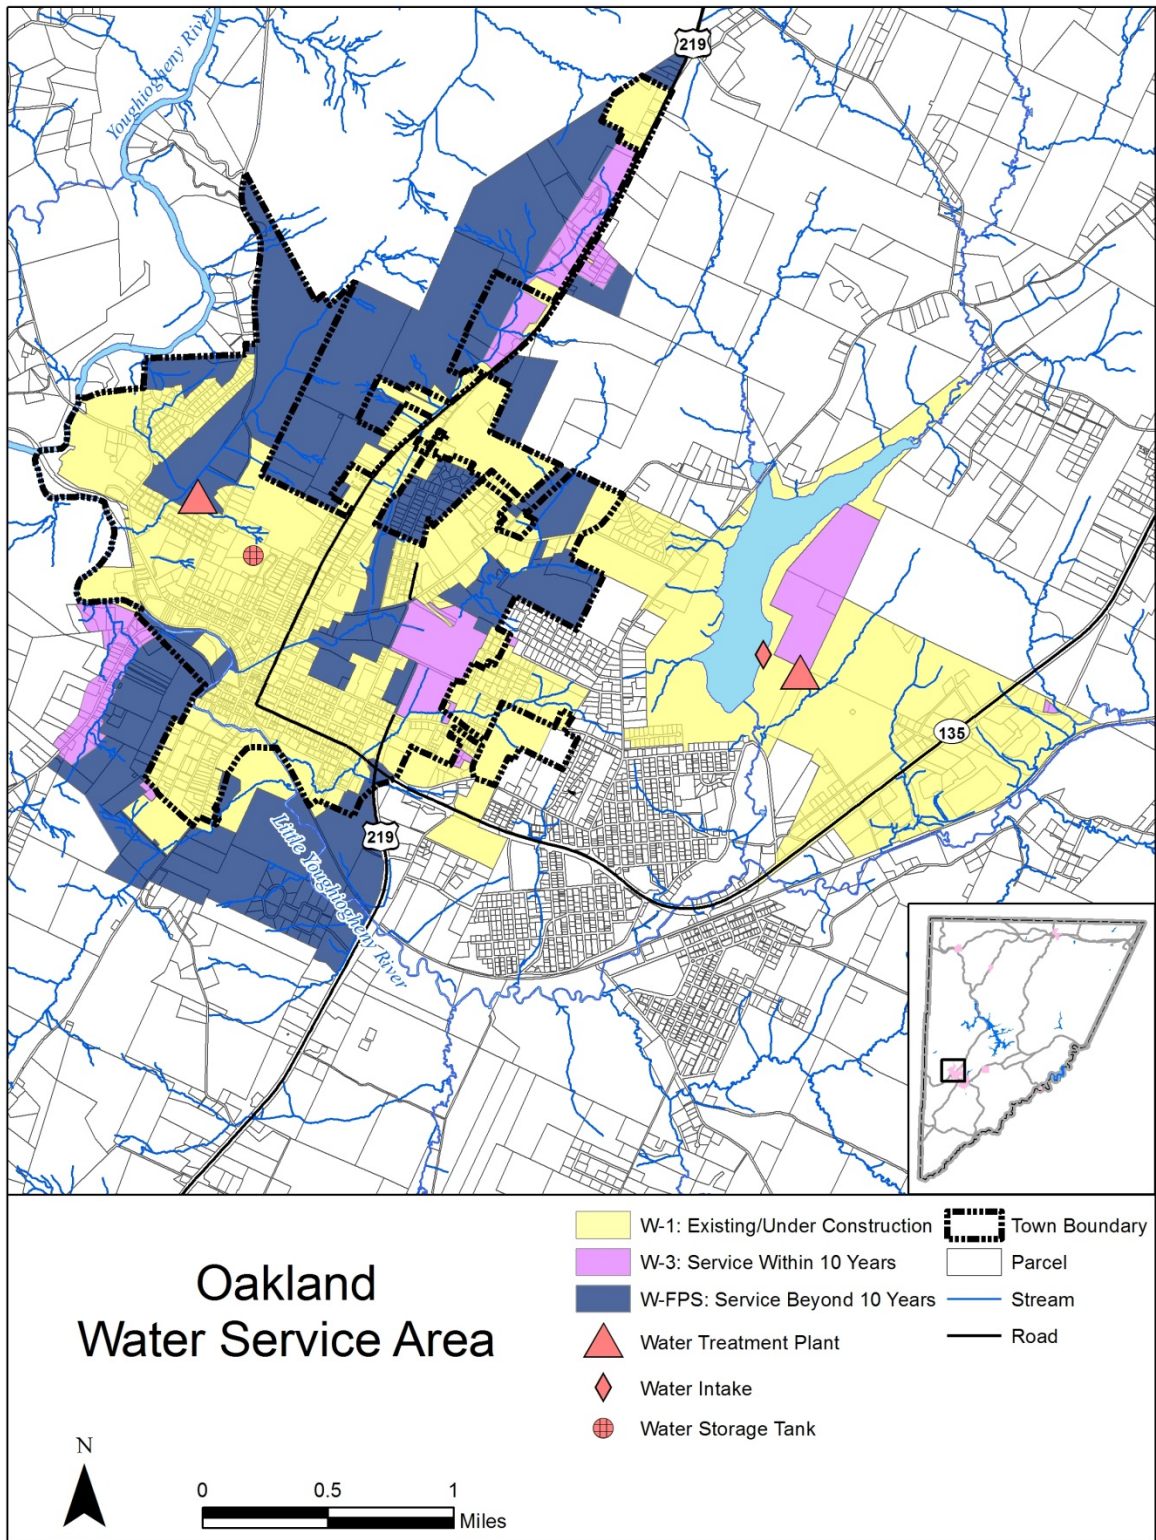 219
Youghiogheny River
135
219
Little Youghiogheny River
Oakland
Water Service Area
N
0 0.5 1
Miles
W-1: Existing/Under Construction
W-3: Service Within 10 Years
W-FPS: Service Beyond 10 Years
Water Treatment Plant
Water Intake
Water Storage Tank
Town Boundary
Parcel
Stream
Road